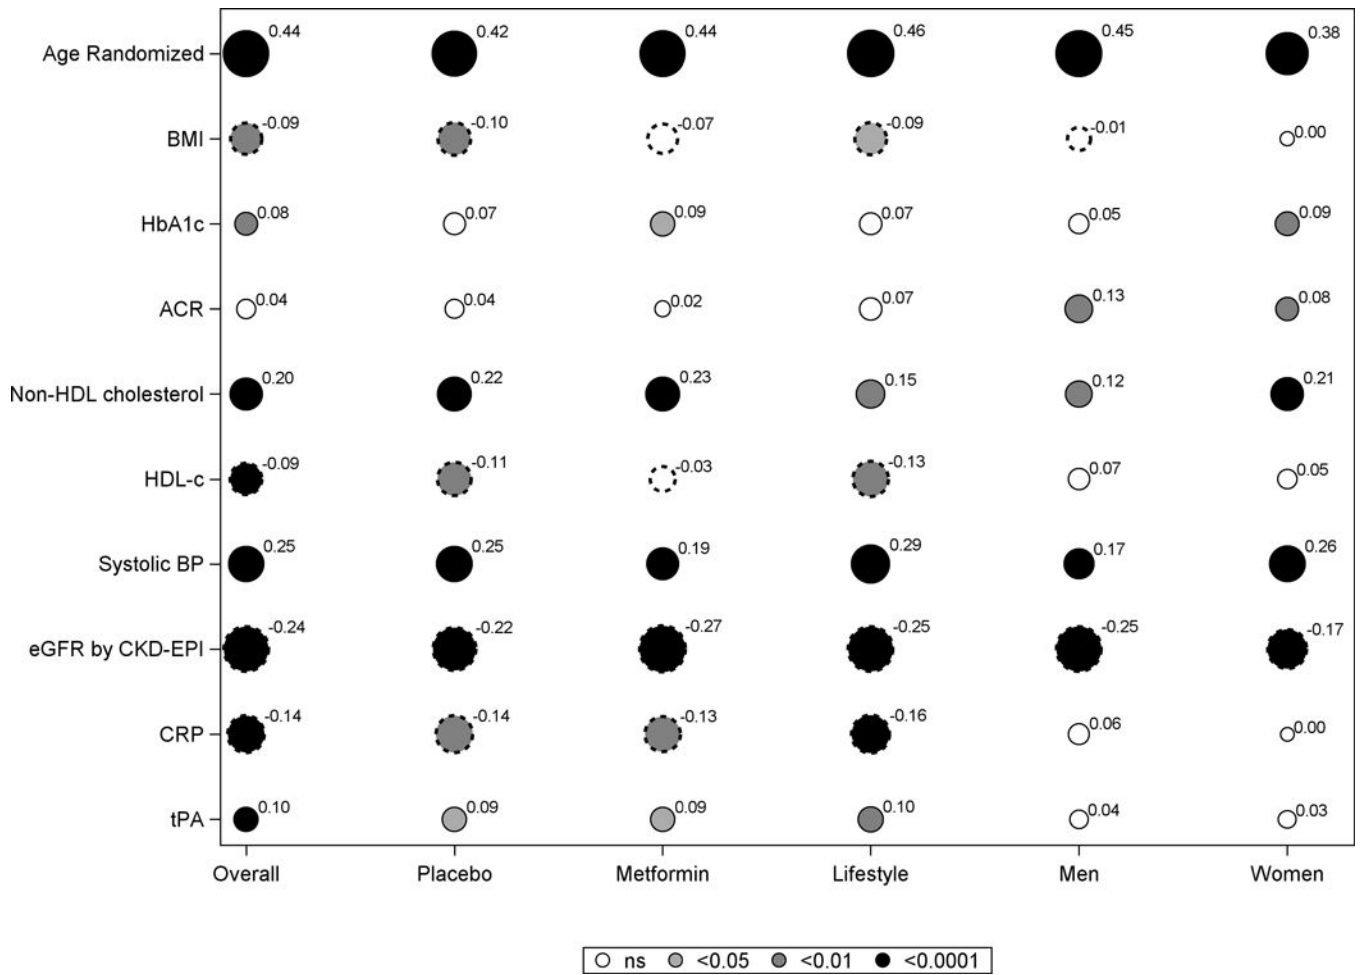 Age Randomized 0.44 0.42 0.44 0.46 0.45 0.38
BMI -0.09 -0.10 -0.07 -0.09 -0.01 0.00
HbA1c 0.08 0.07 0.09 0.07 0.05 0.09
ACR 0.04 0.04 0.02 0.07 0.13 0.08
Non-HDL cholesterol 0.20 0.22 0.23 0.15 0.12 0.21
HDL-c -0.09 -0.11 -0.03 -0.13 0.07 0.05
Systolic BP 0.25 0.25 0.19 0.29 0.17 0.26
eGFR by CKD-EPI -0.24 -0.22 -0.27 -0.25 -0.25 -0.17
CRP -0.14 -0.14 -0.13 -0.16 0.06 0.00
tPA 0.10 0.09 0.09 0.10 0.04 0.03
Overall Placebo Metformin Lifestyle Men Women
ns <0.05 <0.01 <0.0001